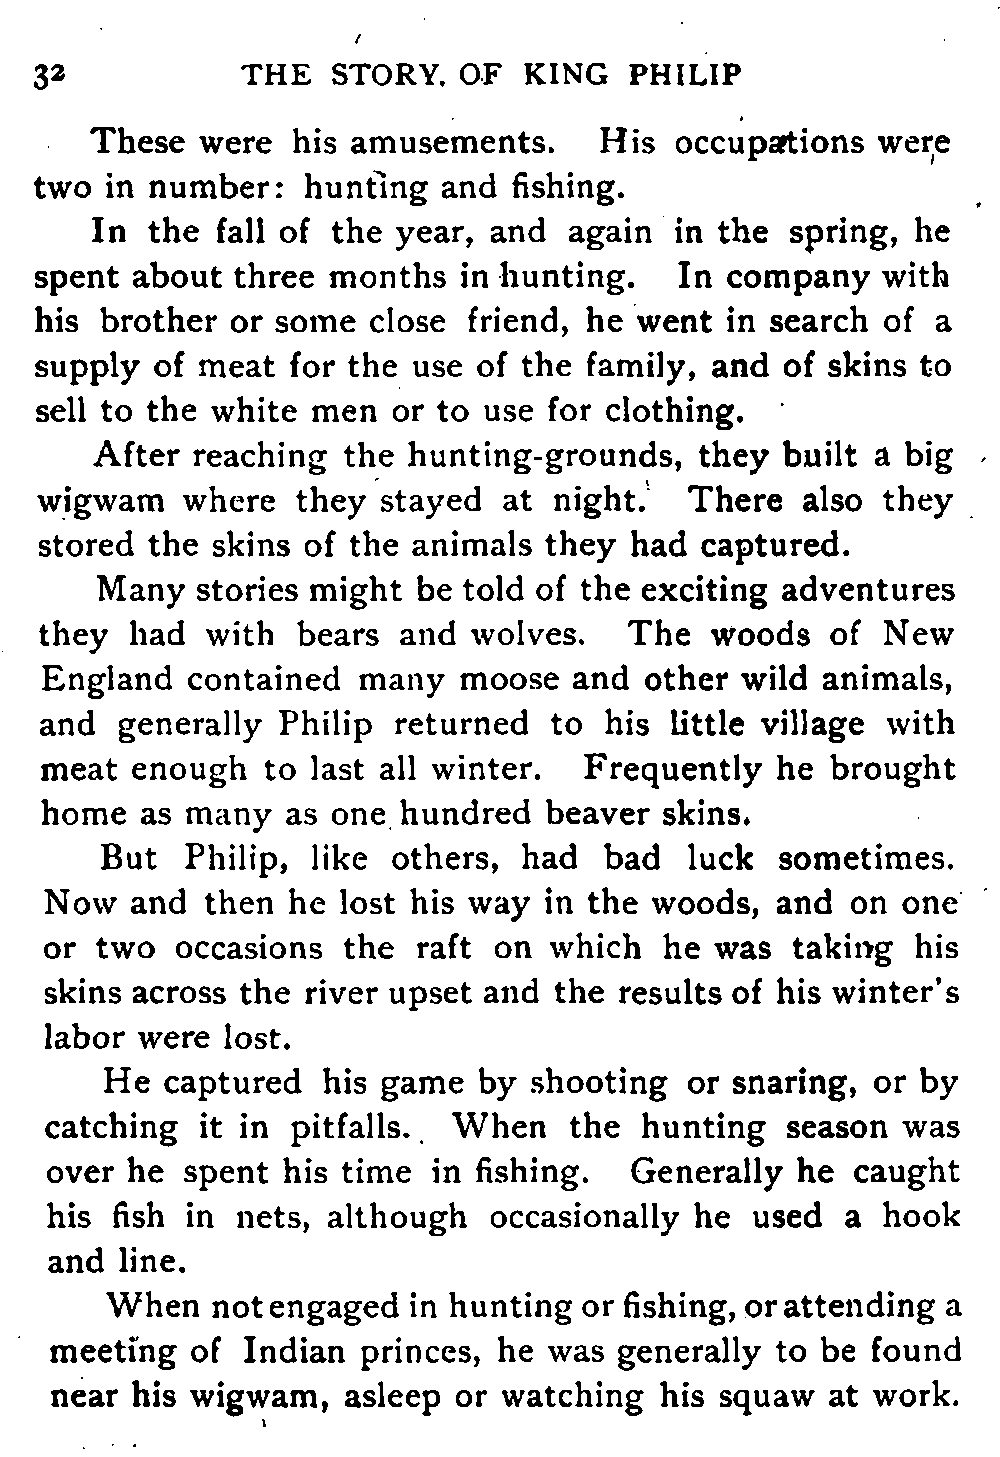 32 THE STORY OF KING PHILIP
These were his amusements. His occupations were
two in number: hunting and fishing.
In the fall of the year, and again in the spring, he
spent about three months in hunting. In company with
his brother or some close friend, he went in search of a
supply of meat for the use of the family, and of skins to
sell to the white men or to use for clothing.
After reaching the hunting-grounds, they built a big
wigwam where they stayed at night. There also they
stored the skins of the animals they had captured.
Many stories might be told of the exciting adventures
they had with bears and wolves. The woods of New
England contained many moose and other wild animals,
and generally Philip returned to his little village with
meat enough to last all winter. Frequently he brought
home as many as one hundred beaver skins.
But Philip, like others, had bad luck sometimes.
Now and then he lost his way in the woods, and on one
or two occasions the raft on which he was taking his
skins across the river upset and the results of his winter's
labor were lost.
He captured his game by shooting or snaring, or by
catching it in pitfalls. When the hunting season was
over he spent his time in fishing. Generally he caught
his fish in nets, although occasionally he used a hook
and line.
When not engaged in hunting or fishing, or attending a
meeting of Indian princes, he was generally to be found
near his wigwam, asleep or watching his squaw at work.